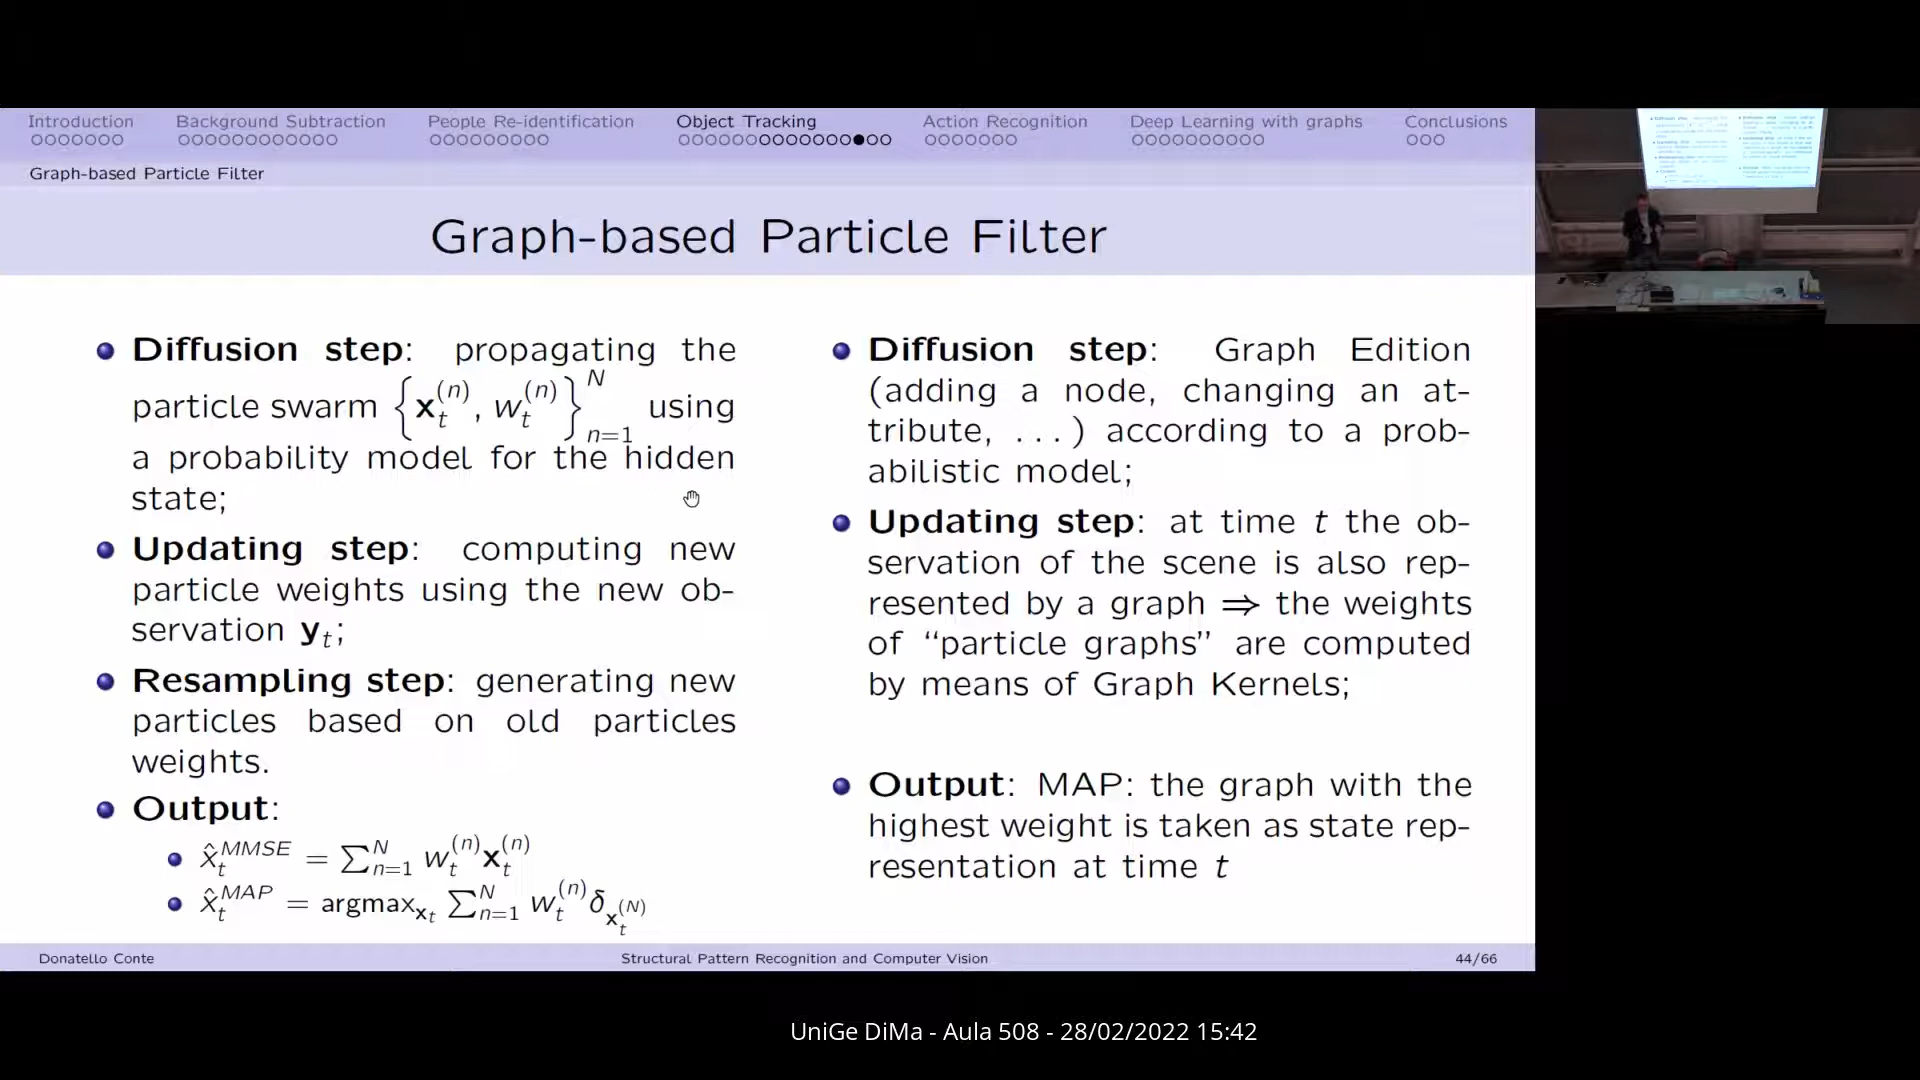 Introduction Background Subtraction People Re-identification Object Tracking Action Recognition Deep Learning with graphs Conclusions
Graph-based Particle Filter
Graph-based Particle Filter
Diffusion step: propagating the
particle swarm {x_t^(n), w_t^(n)}_{n=1}^N using
a probability model for the hidden
state;
Updating step: computing new
particle weights using the new ob-
servation y_t;
Resampling step: generating new
particles based on old particles
weights.
Output:
x̂_t^MMSE = ∑_{n=1}^N w_t^(n) x_t^(n)
x̂_t^MAP = argmax_{x_t} ∑_{n=1}^N w_t^(n) δ_{x_t^(N)}
Diffusion step: Graph Edition
(adding a node, changing an at-
tribute, ...) according to a prob-
abilistic model;
Updating step: at time t the ob-
servation of the scene is also rep-
resented by a graph ⇒ the weights
of “particle graphs” are computed
by means of Graph Kernels;
Output: MAP: the graph with the
highest weight is taken as state rep-
resentation at time t
Donatello Conte Structural Pattern Recognition and Computer Vision 44/66
UniGe DiMa - Aula 508 - 28/02/2022 15:42